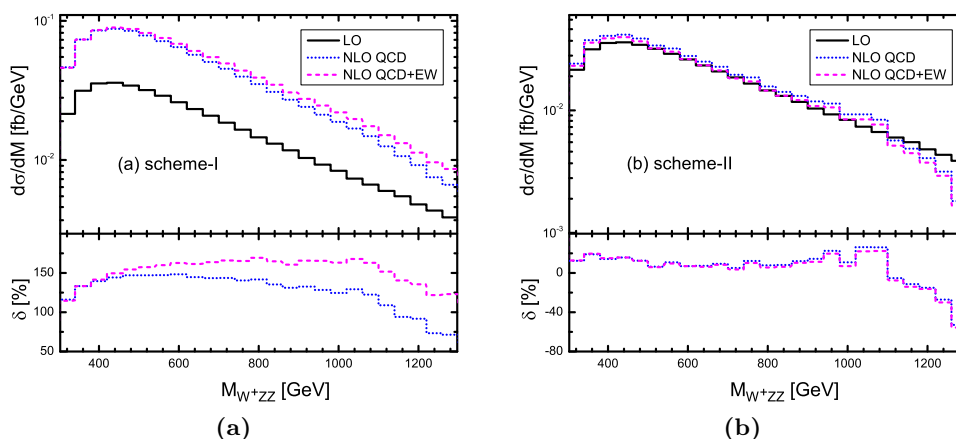 10⁻¹
10⁻²
dσ/dM [fb/GeV]
LO
NLO QCD
NLO QCD+EW
(a) scheme-I
150
100
50
δ [%]
400 600 800 1000 1200
M_W⁺ZZ [GeV]
(a)
10⁻²
10⁻³
dσ/dM [fb/GeV]
LO
NLO QCD
NLO QCD+EW
(b) scheme-II
40
0
-40
-80
δ [%]
400 600 800 1000 1200
M_W⁺ZZ [GeV]
(b)